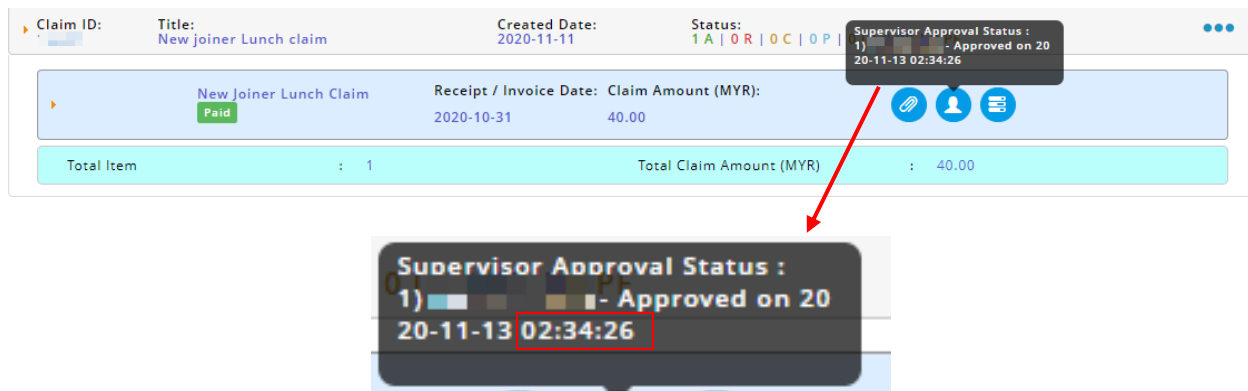 Claim ID: Title: Created Date: Status:
New joiner Lunch claim 2020-11-11 1 A | 0 R | 0 C | 0 P |
Supervisor Approval Status :
1) - Approved on 20
20-11-13 02:34:26
New Joiner Lunch Claim Receipt / Invoice Date: Claim Amount (MYR):
Paid 2020-10-31 40.00
Total Item : 1 Total Claim Amount (MYR) : 40.00
Supervisor Approval Status :
1) - Approved on 20
20-11-13 02:34:26